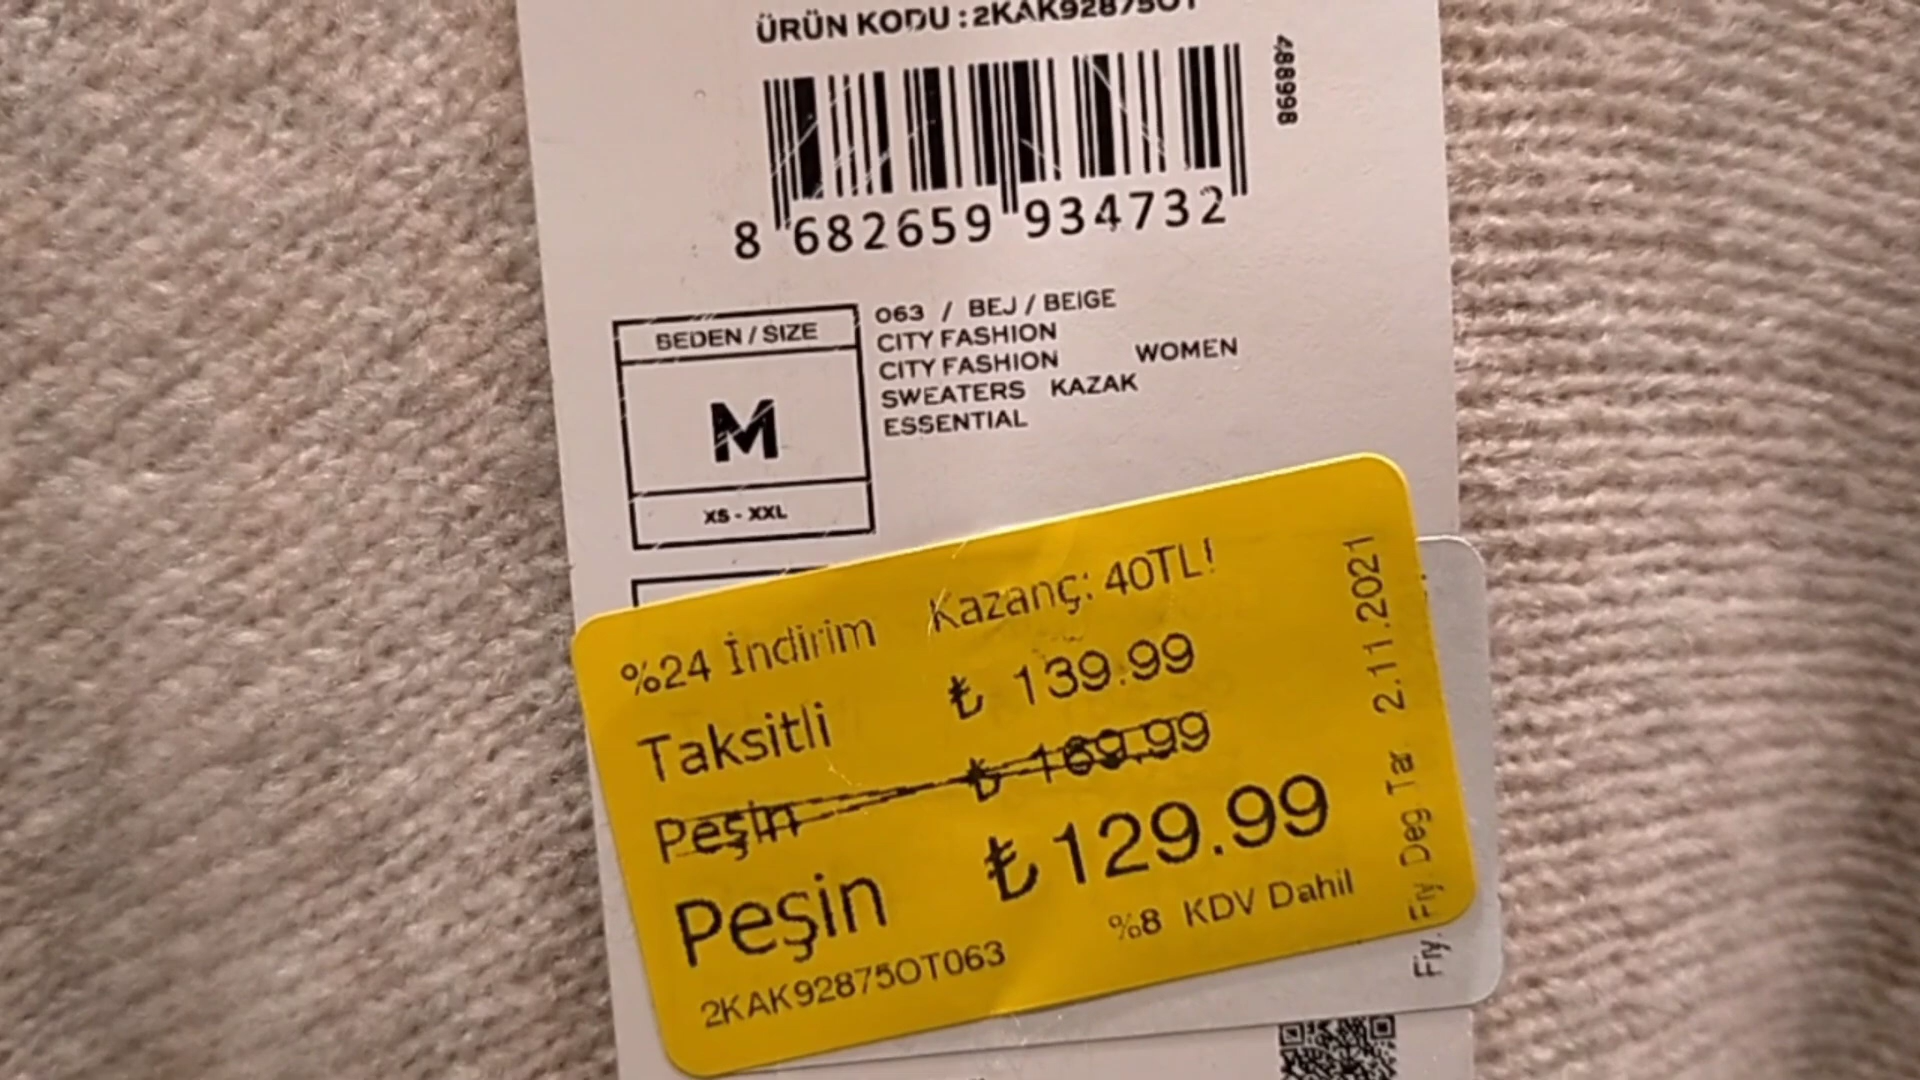 ÜRÜN KODU : 2KAK92875OT
488998
8 682659 934732
BEDEN / SIZE
M
XS - XXL
063 / BEJ / BEIGE
CITY FASHION
CITY FASHION WOMEN
SWEATERS KAZAK
ESSENTIAL
%24 İndirim Kazanç: 40TL!
Taksitli ₺ 139.99
Peşin ₺ 169.99
Peşin ₺ 129.99
%8 KDV Dahil
2KAK92875OT063
Fiy. Fiy. Deg Tar 2.11.2021